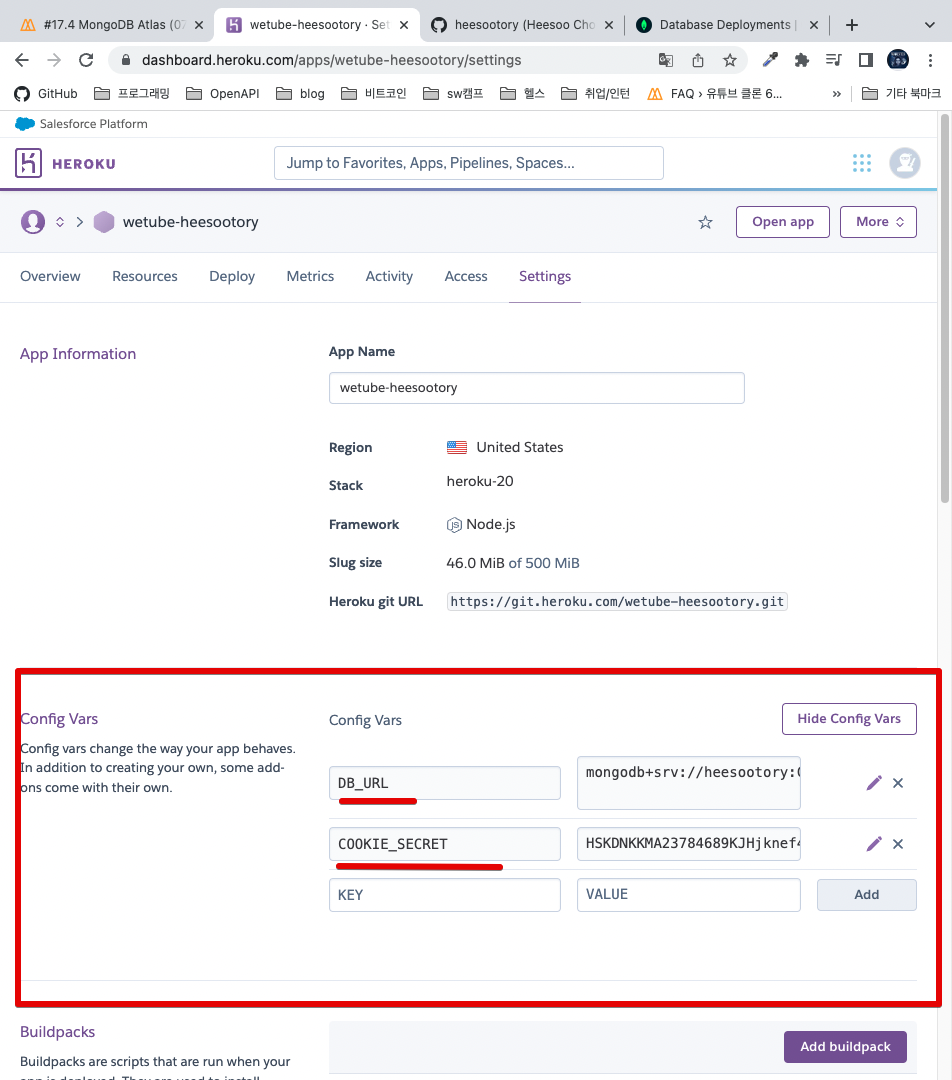 #17.4 MongoDB Atlas (07
wetube-heesootory · Set
heesootory (Heesoo Cho
Database Deployments |
dashboard.heroku.com/apps/wetube-heesootory/settings
GitHub
프로그래밍
OpenAPI
blog
비트코인
sw캠프
헬스
취업/인턴
FAQ › 유튜브 클론 6...
»
기타 북마크
Salesforce Platform
HEROKU
Jump to Favorites, Apps, Pipelines, Spaces...
wetube-heesootory
Open app
More
Overview
Resources
Deploy
Metrics
Activity
Access
Settings
App Information
App Name
wetube-heesootory
Region
United States
Stack
heroku-20
Framework
Node.js
Slug size
46.0 MiB of 500 MiB
Heroku git URL
https://git.heroku.com/wetube-heesootory.git
Config Vars
Config vars change the way your app behaves.
In addition to creating your own, some add-
ons come with their own.
Config Vars
Hide Config Vars
DB_URL
mongodb+srv://heesootory:
COOKIE_SECRET
HSKDNKKMA23784689KJHjknef4
KEY
VALUE
Add
Buildpacks
Buildpacks are scripts that are run when your
app is deployed. They are used to install
Add buildpack